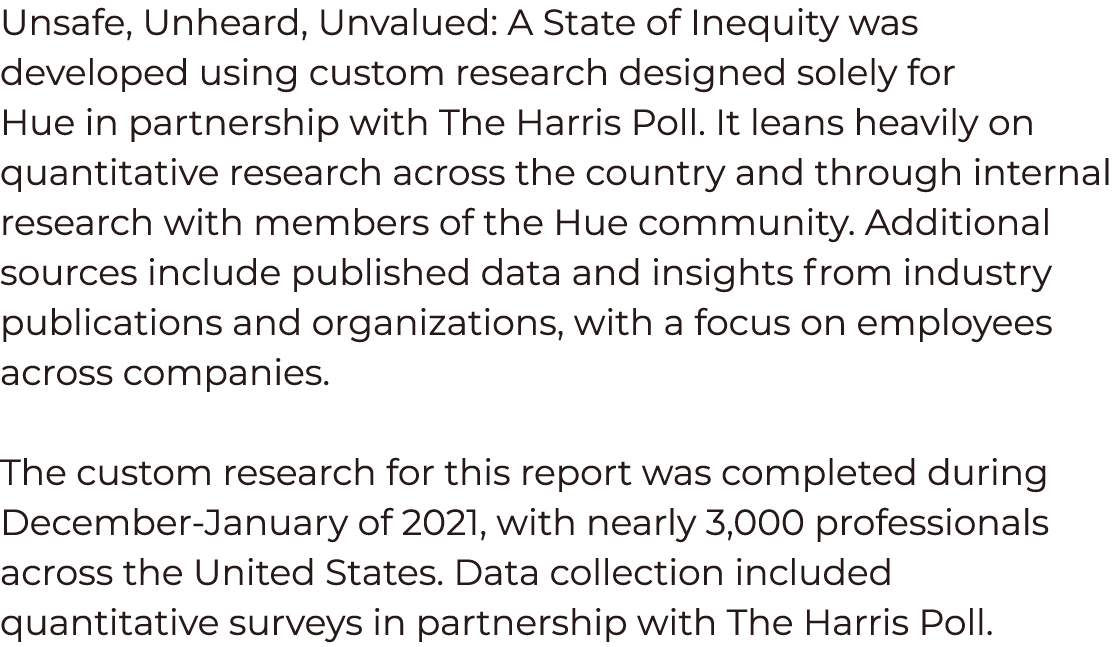 Unsafe, Unheard, Unvalued: A State of Inequity was
developed using custom research designed solely for
Hue in partnership with The Harris Poll. It leans heavily on
quantitative research across the country and through internal
research with members of the Hue community. Additional
sources include published data and insights from industry
publications and organizations, with a focus on employees
across companies.

The custom research for this report was completed during
December-January of 2021, with nearly 3,000 professionals
across the United States. Data collection included
quantitative surveys in partnership with The Harris Poll.